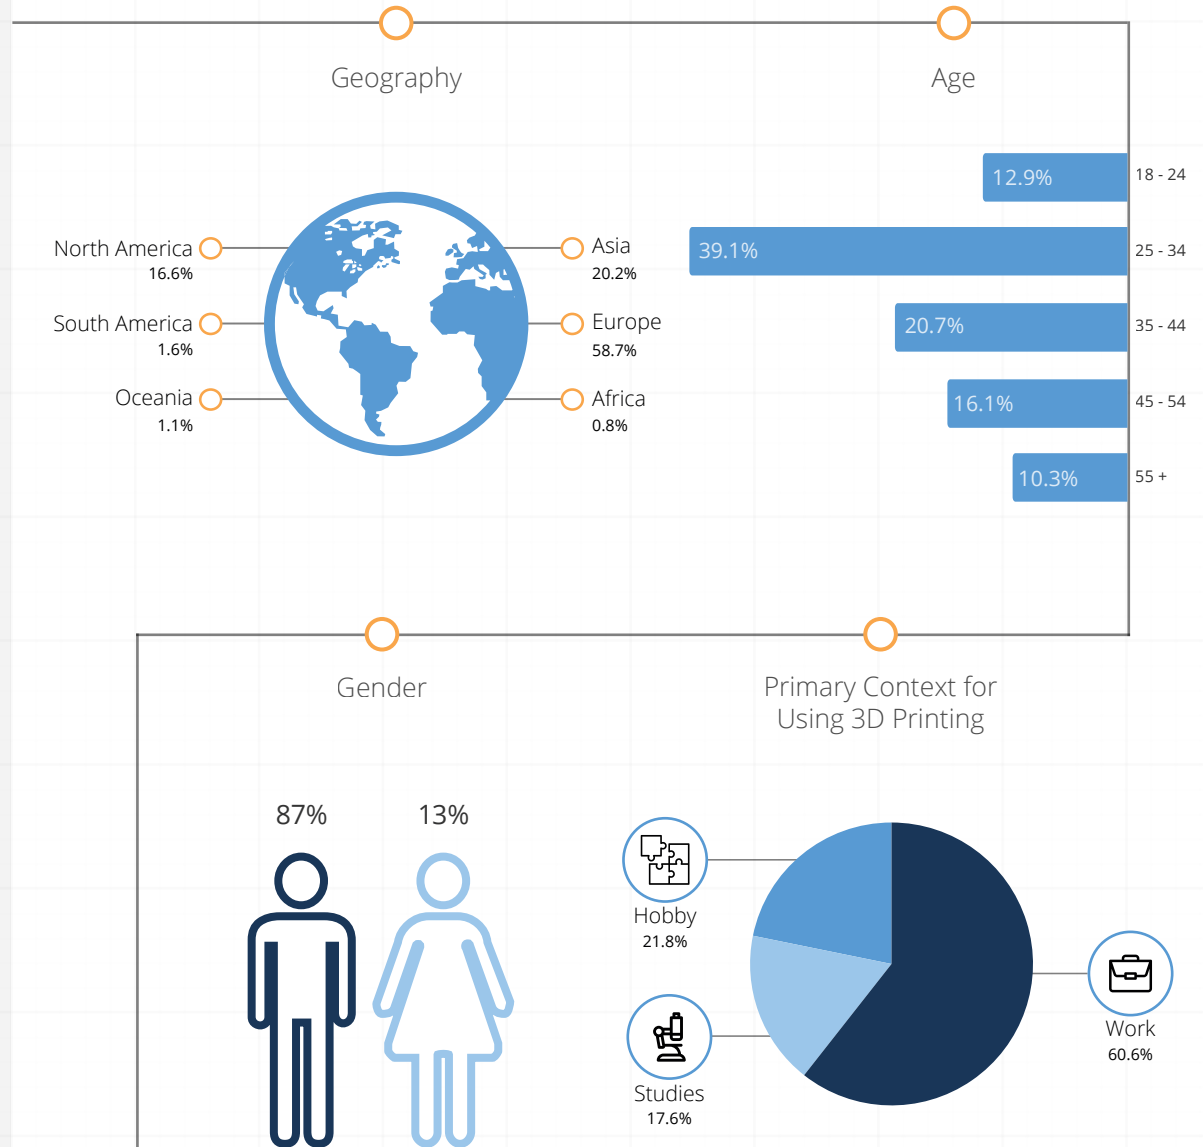 Geography
North America
16.6%
South America
1.6%
Oceania
1.1%
Asia
20.2%
Europe
58.7%
Africa
0.8%
Age
12.9%
18 - 24
39.1%
25 - 34
20.7%
35 - 44
16.1%
45 - 54
10.3%
55 +
Gender
87%
13%
Primary Context for
Using 3D Printing
Hobby
21.8%
Studies
17.6%
Work
60.6%